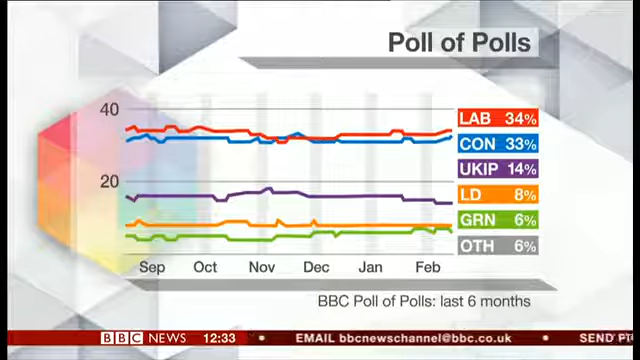 Poll of Polls
40
20
LAB 34%
CON 33%
UKIP 14%
LD 8%
GRN 6%
OTH 6%
Sep Oct Nov Dec Jan Feb
BBC Poll of Polls: last 6 months
BBC NEWS 12:33 EMAIL bbcnewschannel@bbc.co.uk SEND